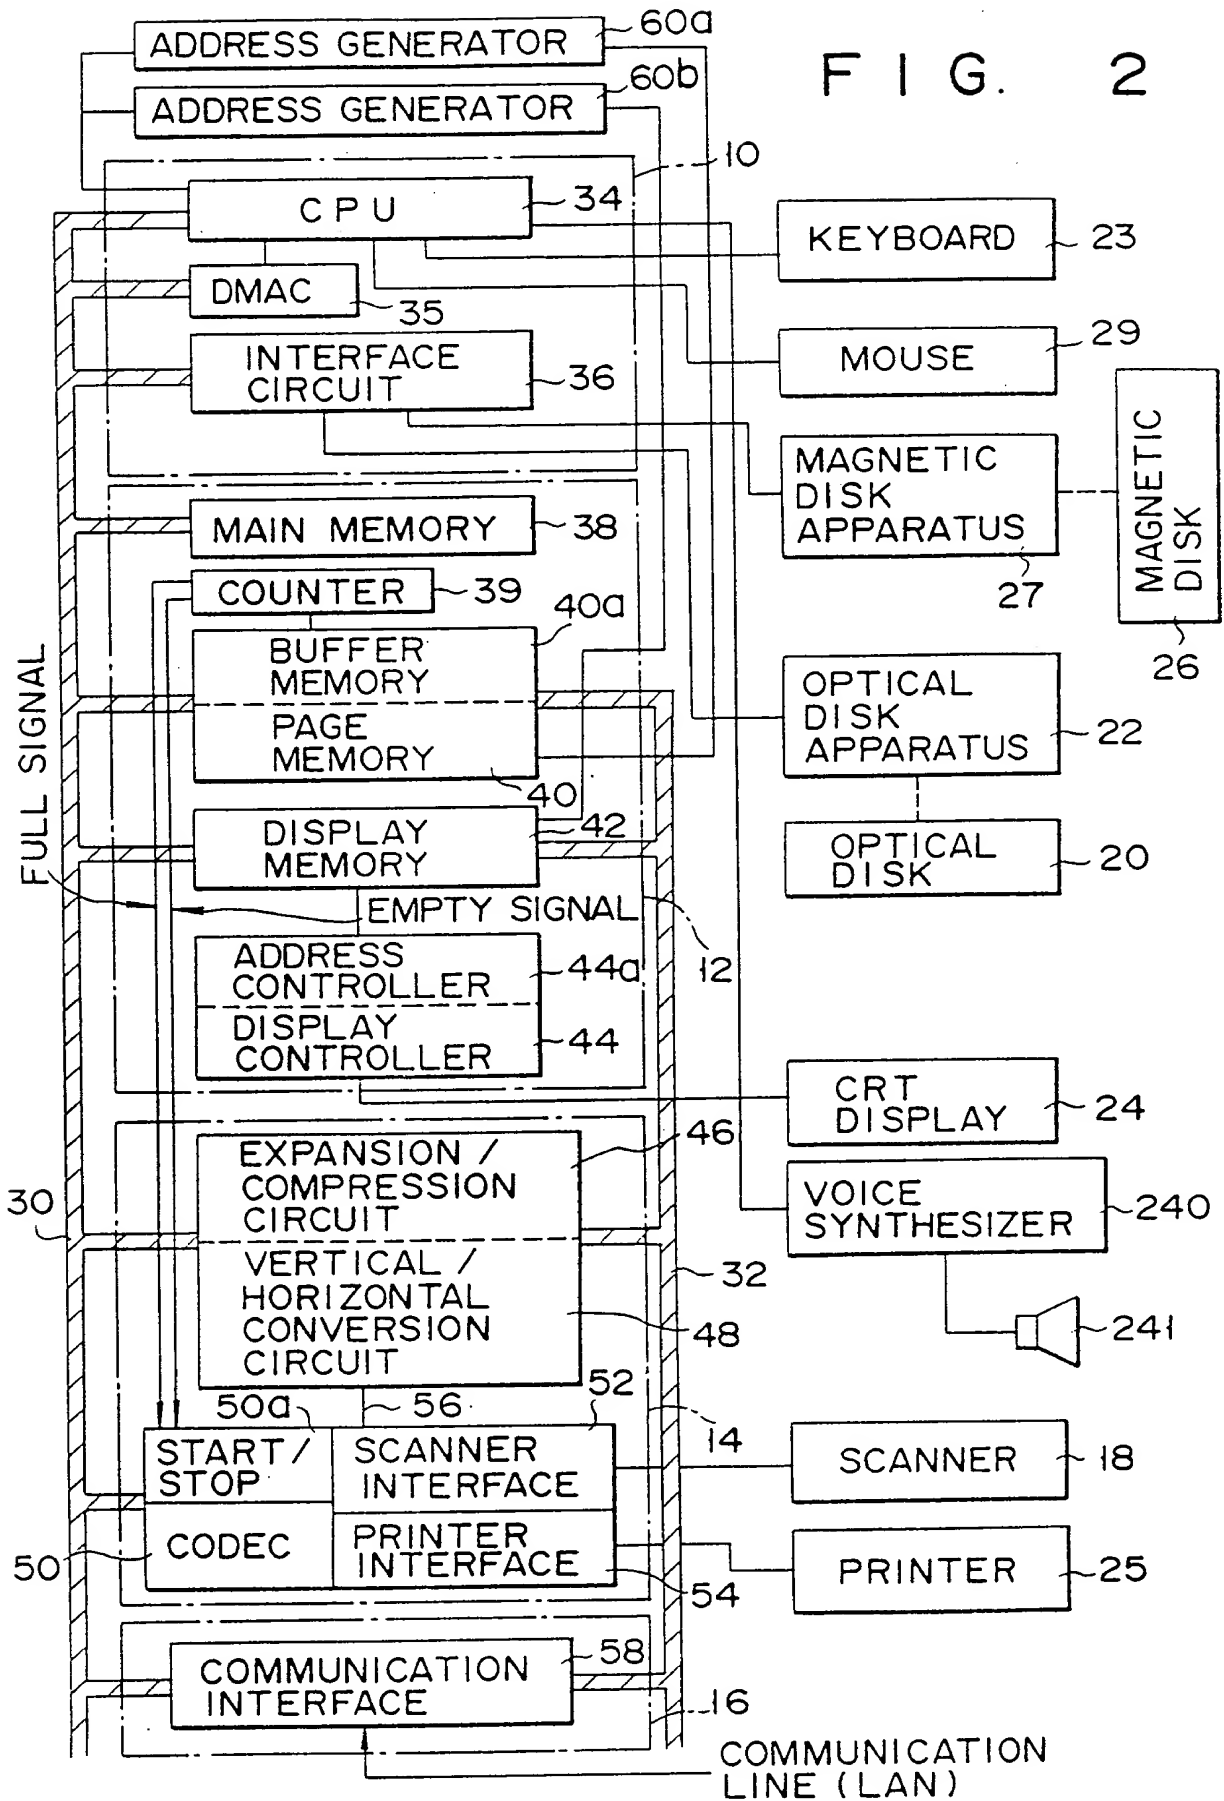 FIG. 2
60a
ADDRESS GENERATOR
60b
ADDRESS GENERATOR
10
CPU
34
KEYBOARD
23
DMAC
35
INTERFACE
CIRCUIT
36
MOUSE
29
MAGNETIC
DISK
APPARATUS
27
MAGNETIC
DISK
26
MAIN MEMORY
38
COUNTER
39
40a
BUFFER
MEMORY
PAGE
MEMORY
40
OPTICAL
DISK
APPARATUS
22
FULL SIGNAL
DISPLAY
MEMORY
42
OPTICAL
DISK
20
EMPTY SIGNAL
12
ADDRESS
CONTROLLER
44a
DISPLAY
CONTROLLER
44
CRT
DISPLAY
24
EXPANSION /
COMPRESSION
CIRCUIT
46
VOICE
SYNTHESIZER
240
30
VERTICAL /
HORIZONTAL
CONVERSION
CIRCUIT
48
32
241
50a
56
52
14
START /
STOP
SCANNER
INTERFACE
SCANNER
18
50
CODEC
PRINTER
INTERFACE
54
PRINTER
25
58
COMMUNICATION
INTERFACE
16
COMMUNICATION
LINE (LAN)